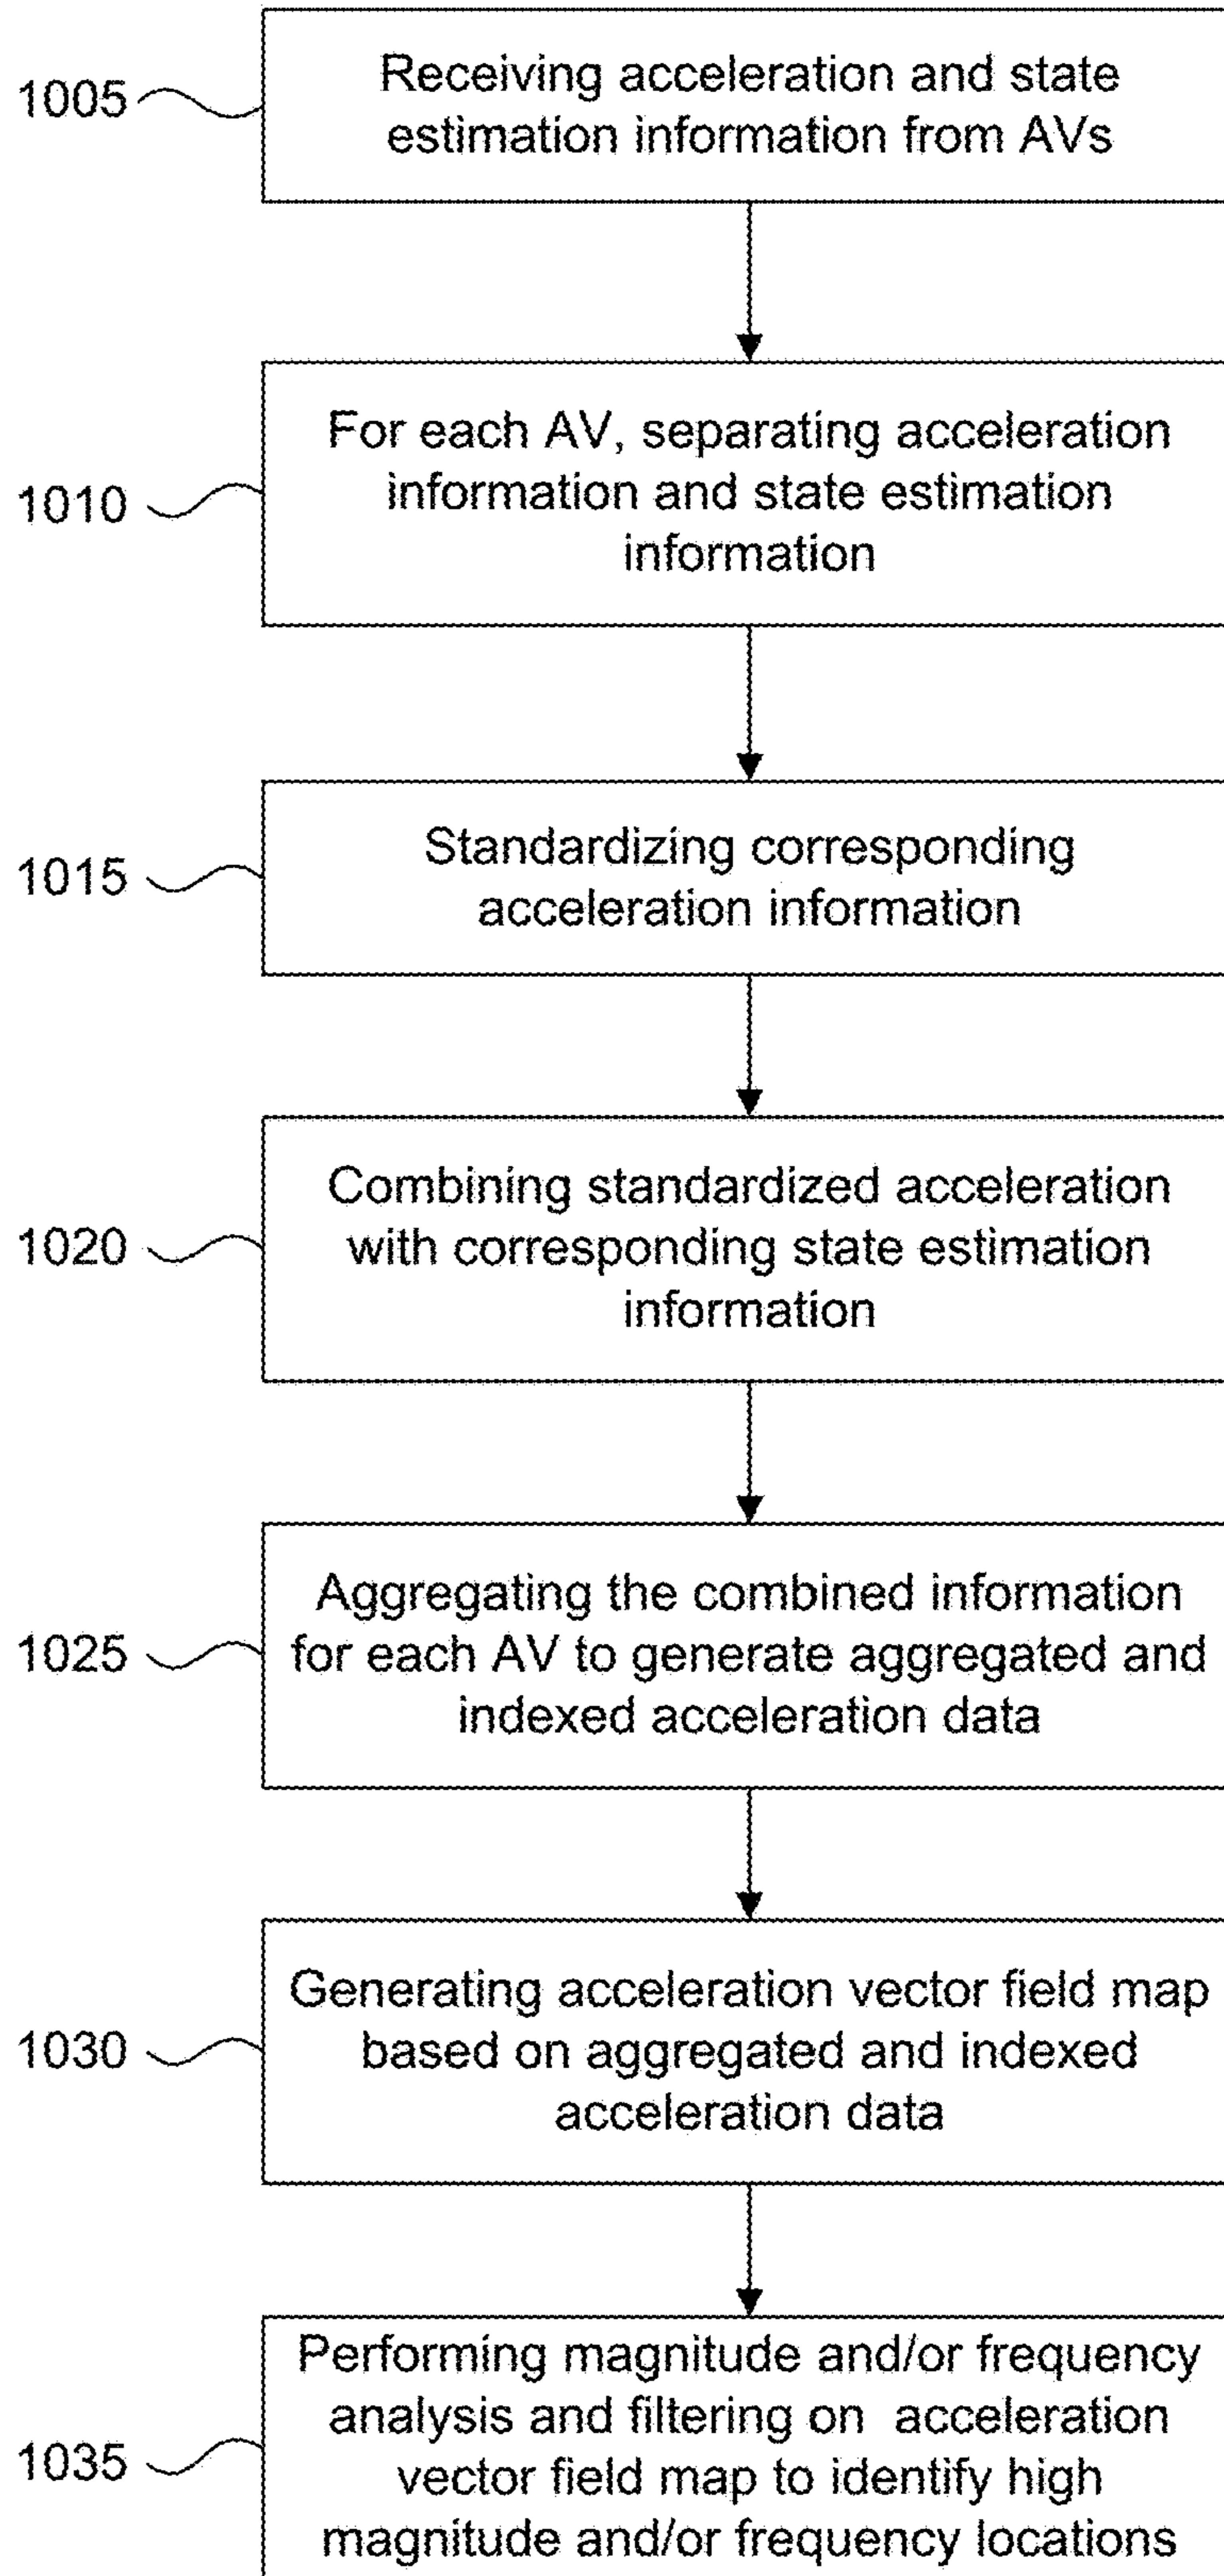 1005
Receiving acceleration and state
estimation information from AVs
1010
For each AV, separating acceleration
information and state estimation
information
1015
Standardizing corresponding
acceleration information
1020
Combining standardized acceleration
with corresponding state estimation
information
1025
Aggregating the combined information
for each AV to generate aggregated and
indexed acceleration data
1030
Generating acceleration vector field map
based on aggregated and indexed
acceleration data
1035
Performing magnitude and/or frequency
analysis and filtering on acceleration
vector field map to identify high
magnitude and/or frequency locations